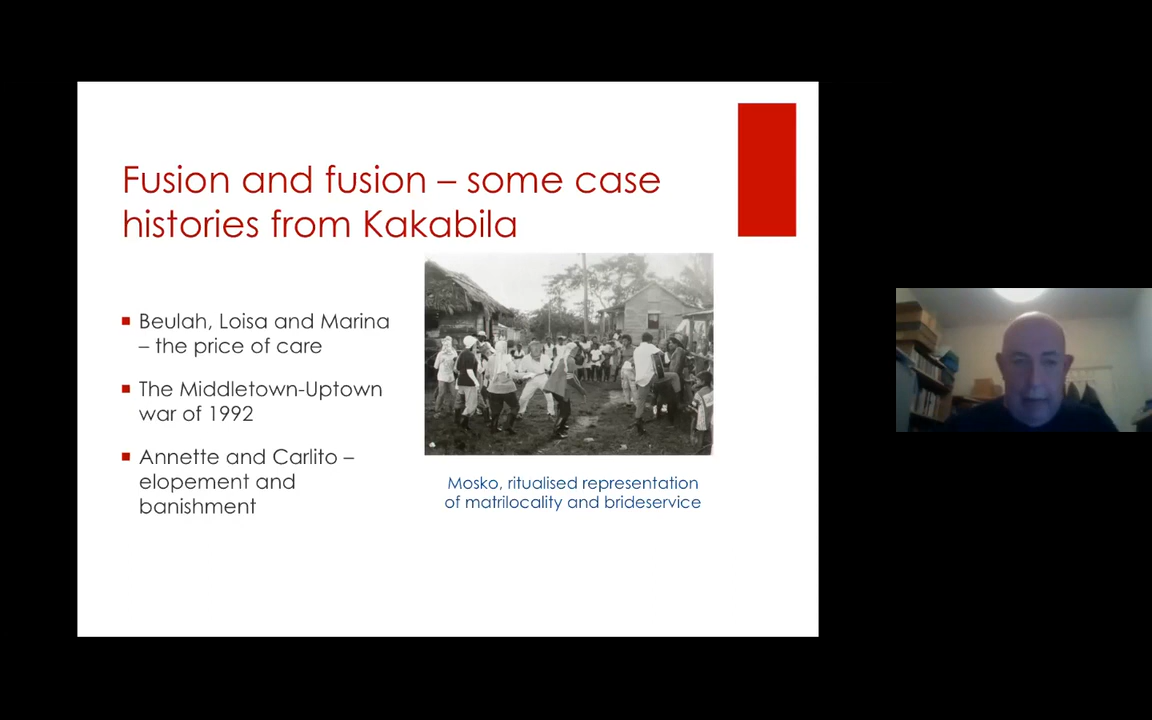 Fusion and fusion – some case
histories from Kakabila
Beulah, Loisa and Marina
– the price of care
The Middletown-Uptown
war of 1992
Annette and Carlito –
elopement and
banishment
Mosko, ritualised representation
of matrilocality and brideservice